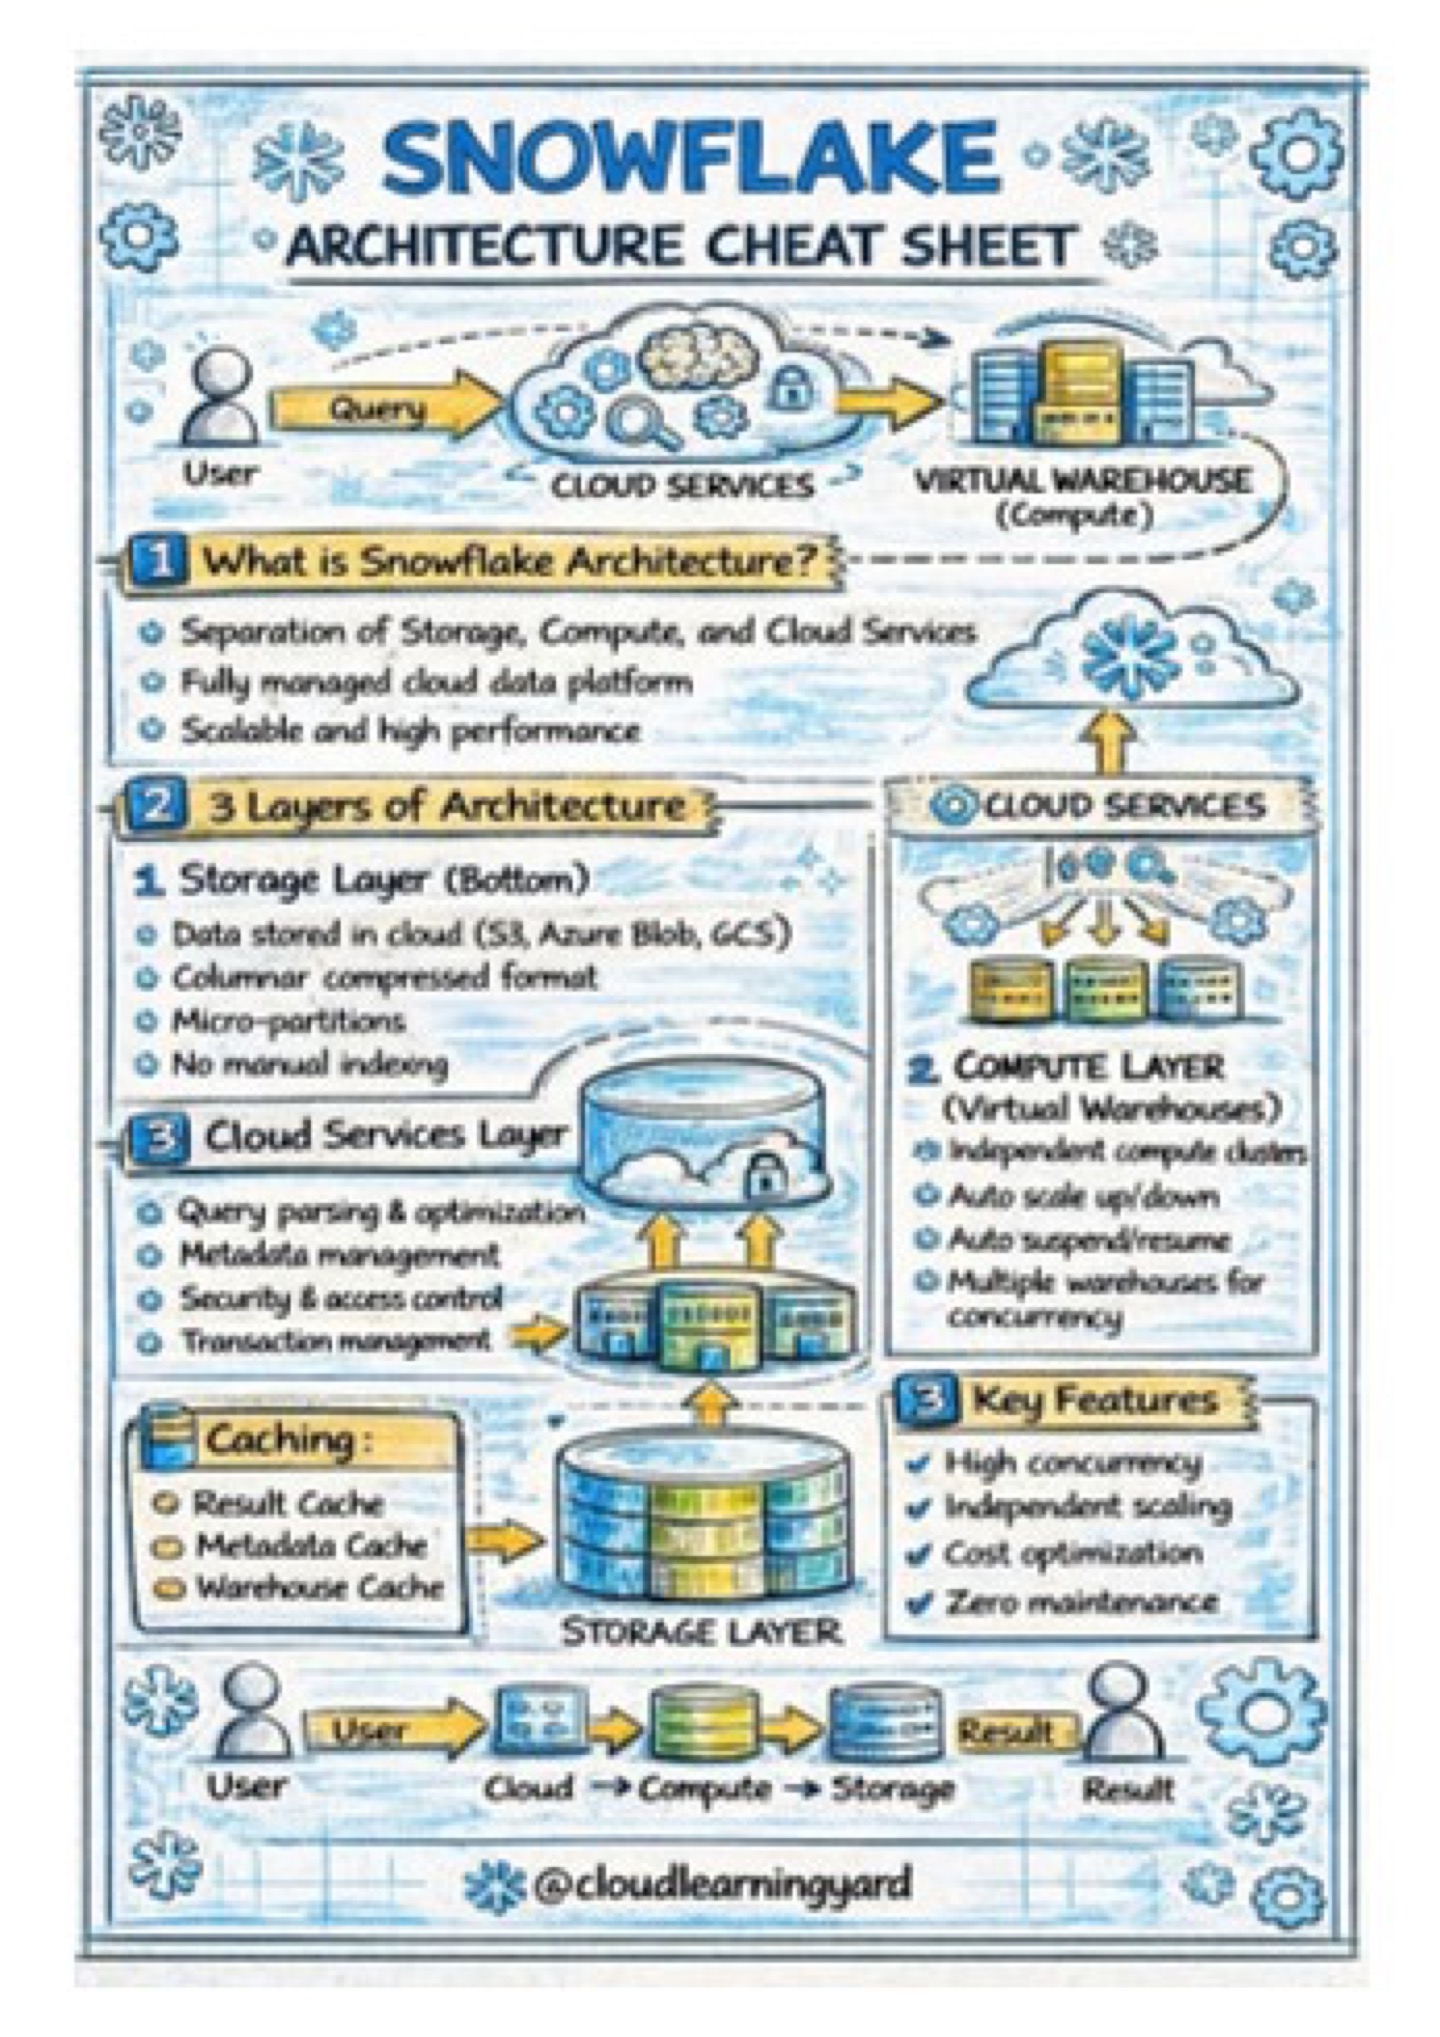 SNOWFLAKE
ARCHITECTURE CHEAT SHEET
Query
User
CLOUD SERVICES
VIRTUAL WAREHOUSE
(Compute)
1 What is Snowflake Architecture?
Separation of Storage, Compute, and Cloud Services
Fully managed cloud data platform
Scalable and high performance
2 3 Layers of Architecture
1 Storage Layer (Bottom)
Data stored in cloud (S3, Azure Blob, GCS)
Columnar compressed format
Micro-partitions
No manual indexng
3 Cloud Services Layer
Query parsing & optimization
Metadata management
Security & access control
Transaction management
CLOUD SERVICES
2 COMPUTE LAYER
(Virtual Warehouses)
Independent compute clusters
Auto scale up/down
Auto suspend/resume
Multiple warehouses for
concurrency
Caching:
Result Cache
Metadata Cache
Warehouse Cache
STORAGE LAYER
3 Key Features
✓ High concurrency
✓ Independent scaling
✓ Cost optimization
✓ Zero maintenance
User
Result
User
Cloud → Compute → Storage
Result
@cloudlearningyard